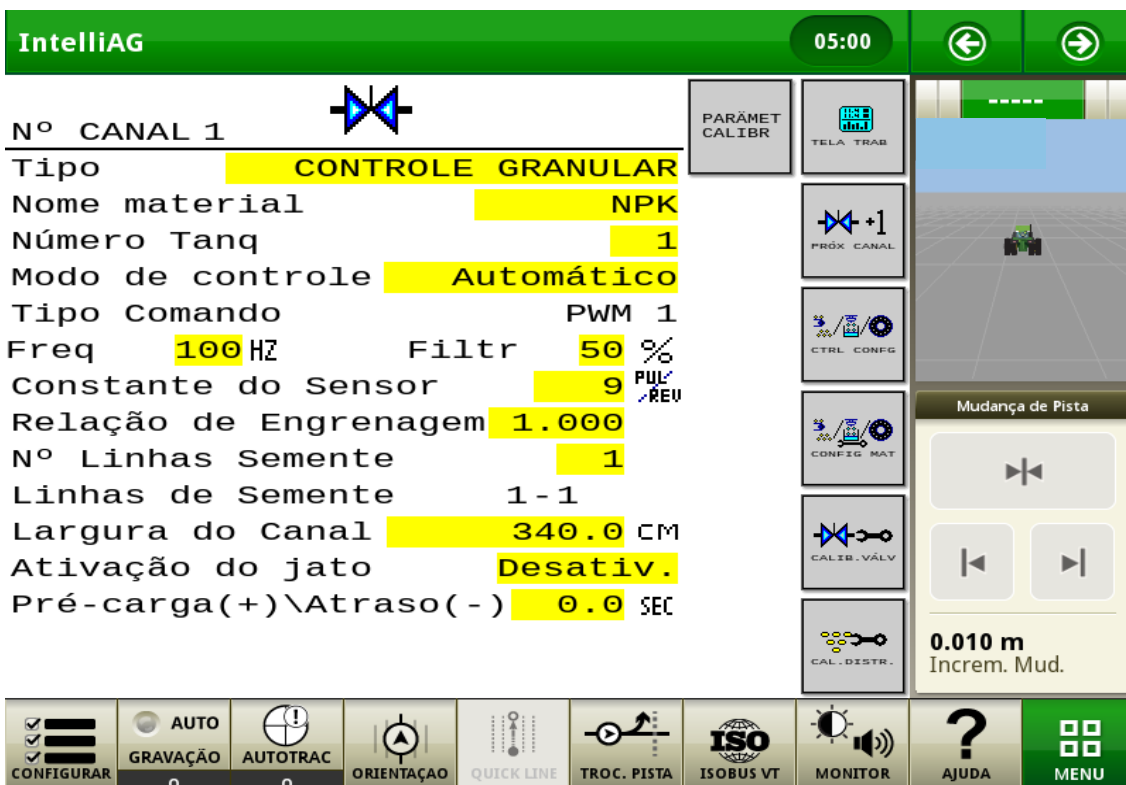 IntelliAG
05:00
Nº CANAL 1
PARÄMET
CALIBR
TELA TRAB
Tipo CONTROLE GRANULAR
Nome material NPK
Número Tanq 1
Modo de controle Automático
Tipo Comando PWM 1
Freq 100 HZ Filtr 50 %
Constante do Sensor 9 PUL/REV
Relação de Engrenagem 1.000
Nº Linhas Semente 1
Linhas de Semente 1-1
Largura do Canal 340.0 CM
Ativação do jato Desativ.
Pré-carga(+)\Atraso(-) 0.0 SEC
+1
PRÓX CANAL
CTRL CONFG
CONFIG MAT
CALIB.VÁLV
CAL.DISTR.
-----
Mudança de Pista
0.010 m
Increm. Mud.
CONFIGURAR
AUTO
GRAVAÇÃO
AUTOTRAC
ORIENTAÇAO
QUICK LINE
TROC. PISTA
ISO
ISOBUS VT
MONITOR
?
AJUDA
MENU